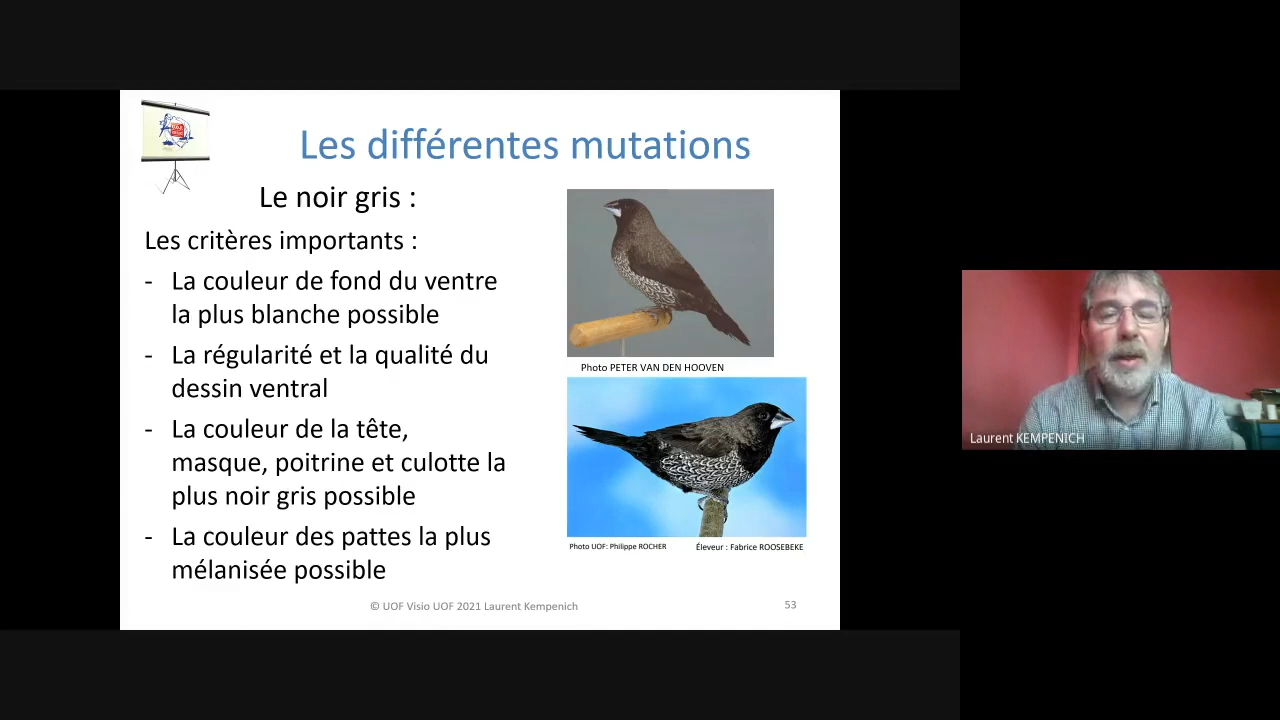 Les différentes mutations
Le noir gris :
Les critères importants :
- La couleur de fond du ventre
la plus blanche possible
- La régularité et la qualité du
dessin ventral
- La couleur de la tête,
masque, poitrine et culotte la
plus noir gris possible
- La couleur des pattes la plus
mélanisée possible
Photo PETER VAN DEN HOOVEN
Photo UOF: Philippe ROCHER
Éleveur : Fabrice ROOSEBEKE
© UOF Visio UOF 2021 Laurent Kempenich
53
Laurent KEMPENICH